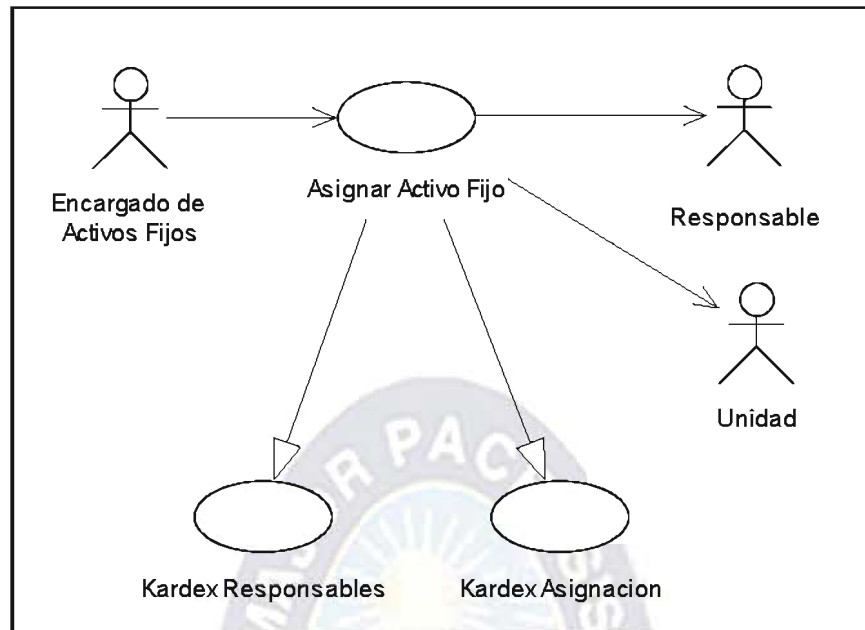 Encargado de
Activos Fijos
Asignar Activo Fijo
Responsable
Unidad
Kardex Responsables
Kardex Asignacion